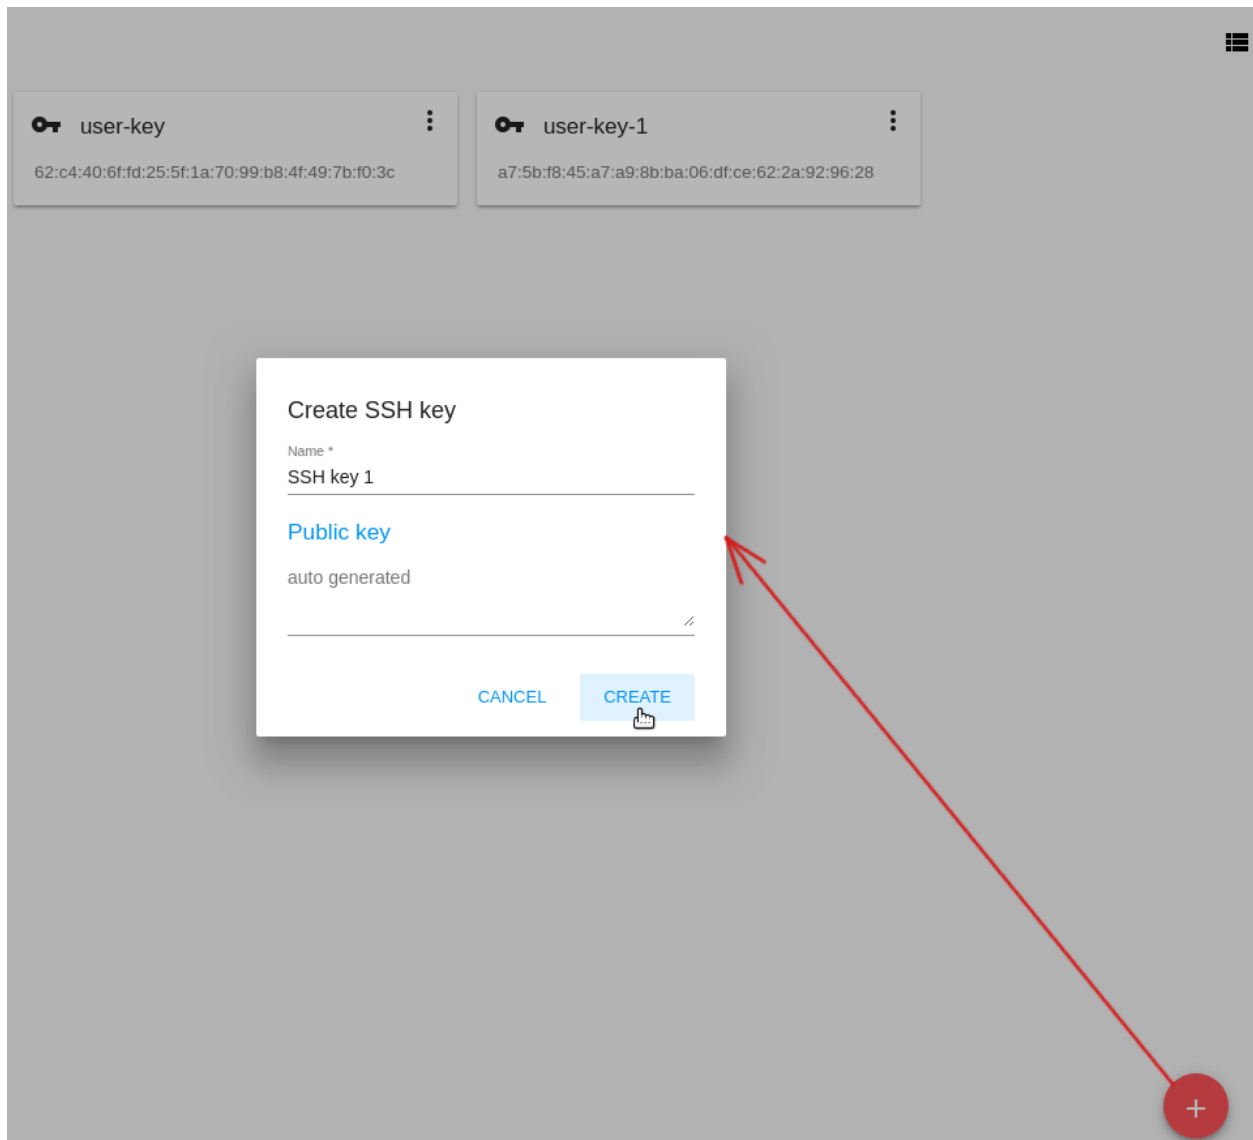 user-key
62:c4:40:6f:fd:25:5f:1a:70:99:b8:4f:49:7b:f0:3c
user-key-1
a7:5b:f8:45:a7:a9:8b:ba:06:df:ce:62:2a:92:96:28
Create SSH key
Name *
SSH key 1
Public key
auto generated
CANCEL
CREATE